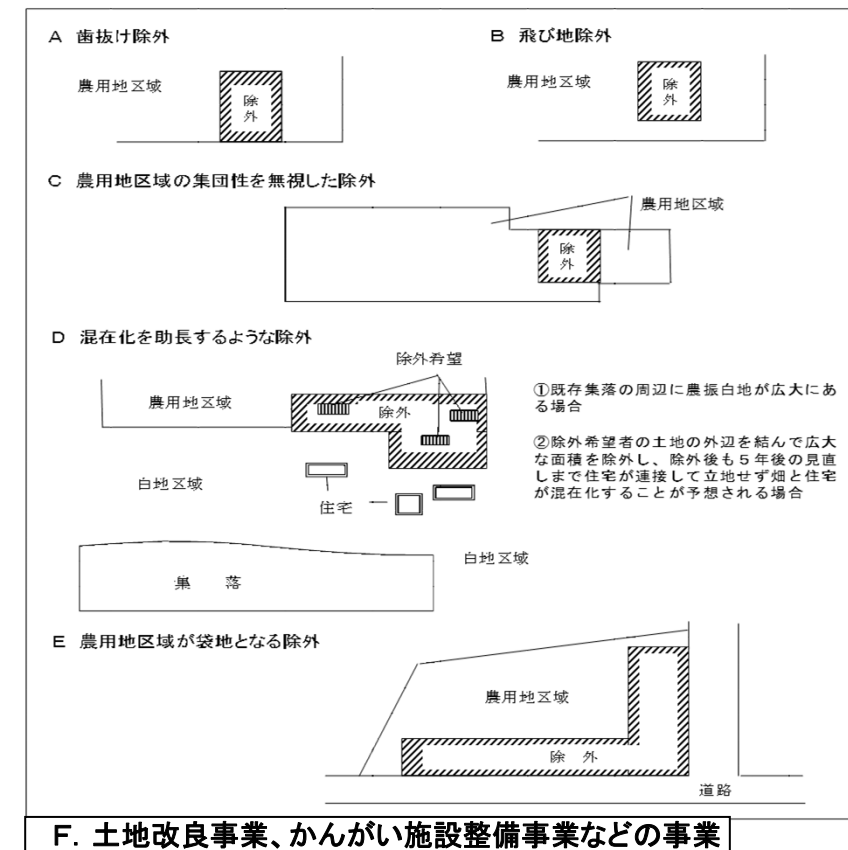 A 歯抜け除外
B 飛び地除外
農用地区域
除外
農用地区域
除外
C 農用地区域の集団性を無視した除外
農用地区域
除外
D 混在化を助長するような除外
除外希望
農用地区域
除外
①既存集落の周辺に農振白地が広大にあ
る場合
②除外希望者の土地の外辺を結んで広大
な面積を除外し、除外後も5年後の見直
しまで住宅が連接して立地せず畑と住宅
が混在化することが予想される場合
白地区域
住宅
白地区域
集 落
E 農用地区域が袋地となる除外
農用地区域
除 外
道路
F. 土地改良事業、かんがい施設整備事業などの事業